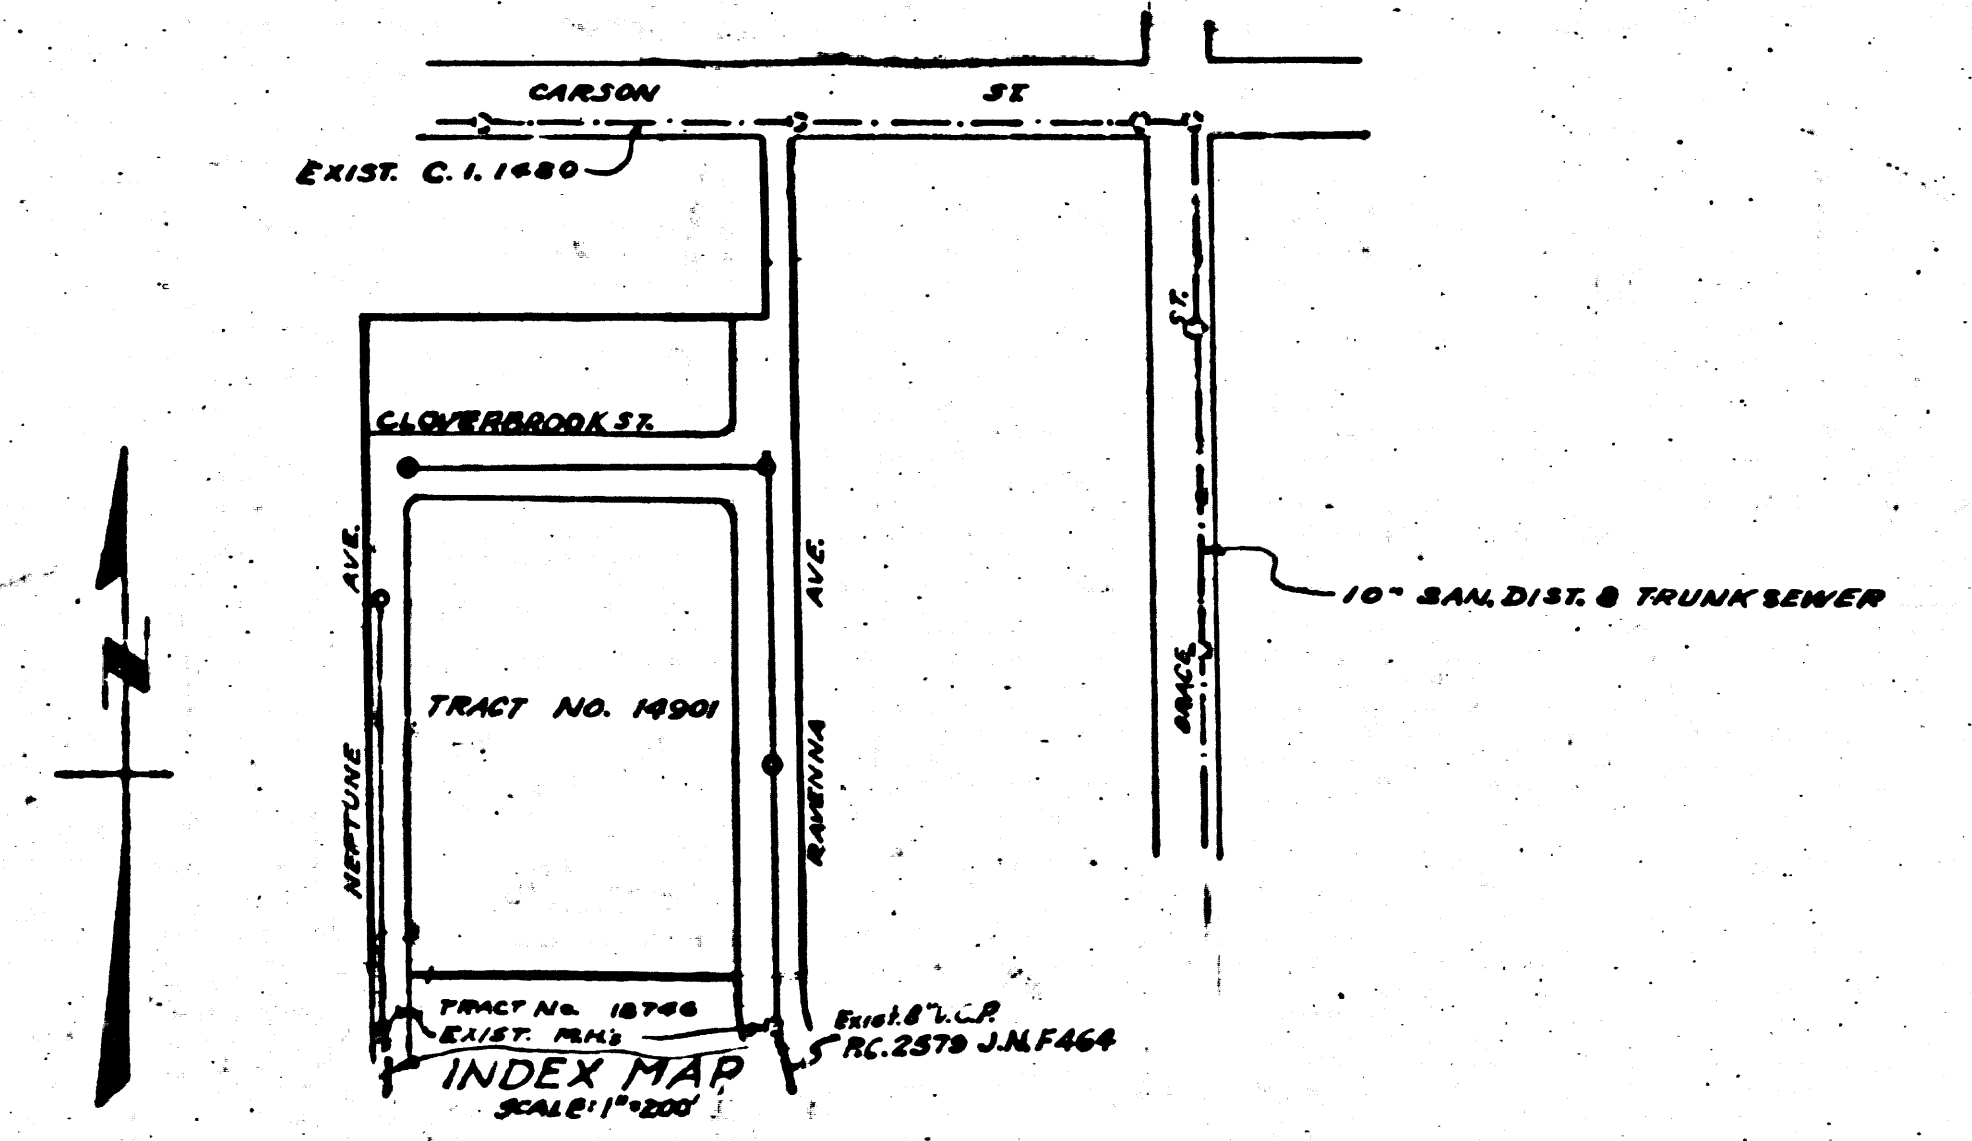 CARSON ST.
EXIST. C.I. 1480
ST.
CLOVERBROOK ST.
AVE.
AVE.
10" SAN. DIST. 8 TRUNK SEWER
GRACE
N
TRACT NO. 14901
NEPTUNE
RAVENNA
TRACT NO. 18746
EXIST. M.H.'s
Exist. 8" V.C.P.
P.C. 2579 J.N. F464
INDEX MAP
SCALE: 1"=200'